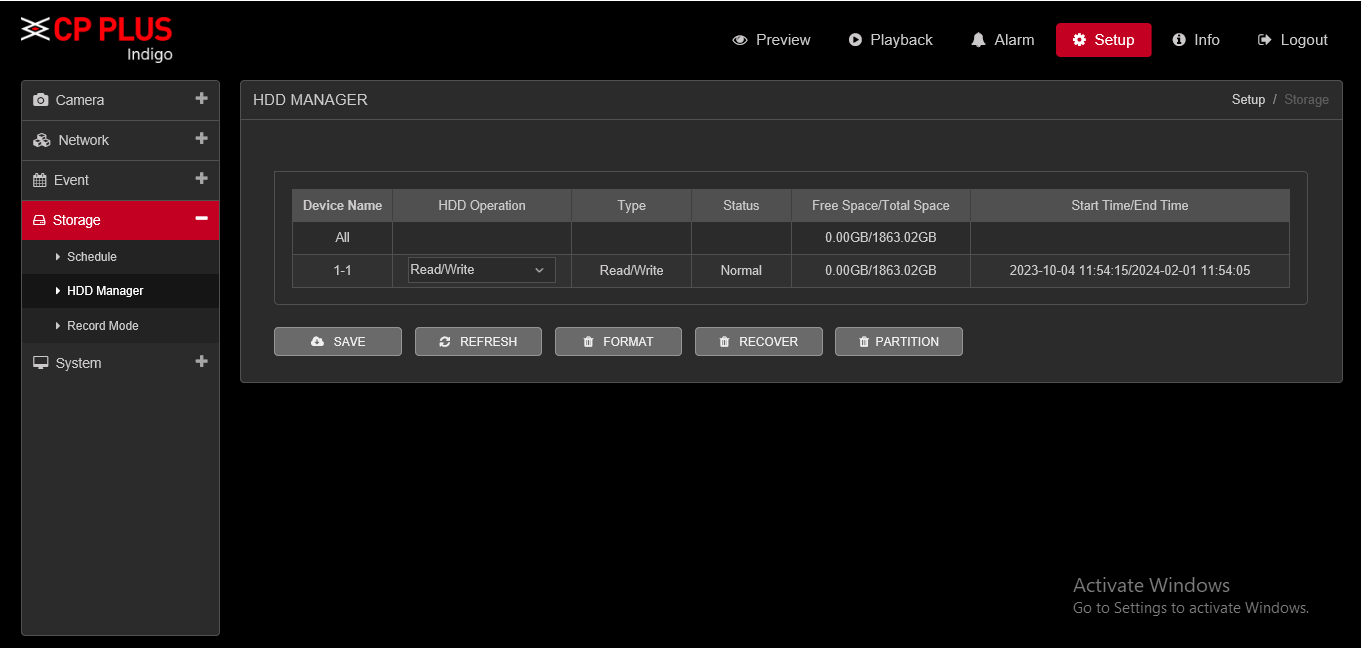 CP PLUS
Indigo
Preview Playback Alarm Setup Info Logout
Camera
Network
Event
Storage
Schedule
HDD Manager
Record Mode
System
HDD MANAGER Setup / Storage
Device Name HDD Operation Type Status Free Space/Total Space Start Time/End Time
All 0.00GB/1863.02GB
1-1 Read/Write Read/Write Normal 0.00GB/1863.02GB 2023-10-04 11:54:15/2024-02-01 11:54:05
SAVE REFRESH FORMAT RECOVER PARTITION
Activate Windows
Go to Settings to activate Windows.